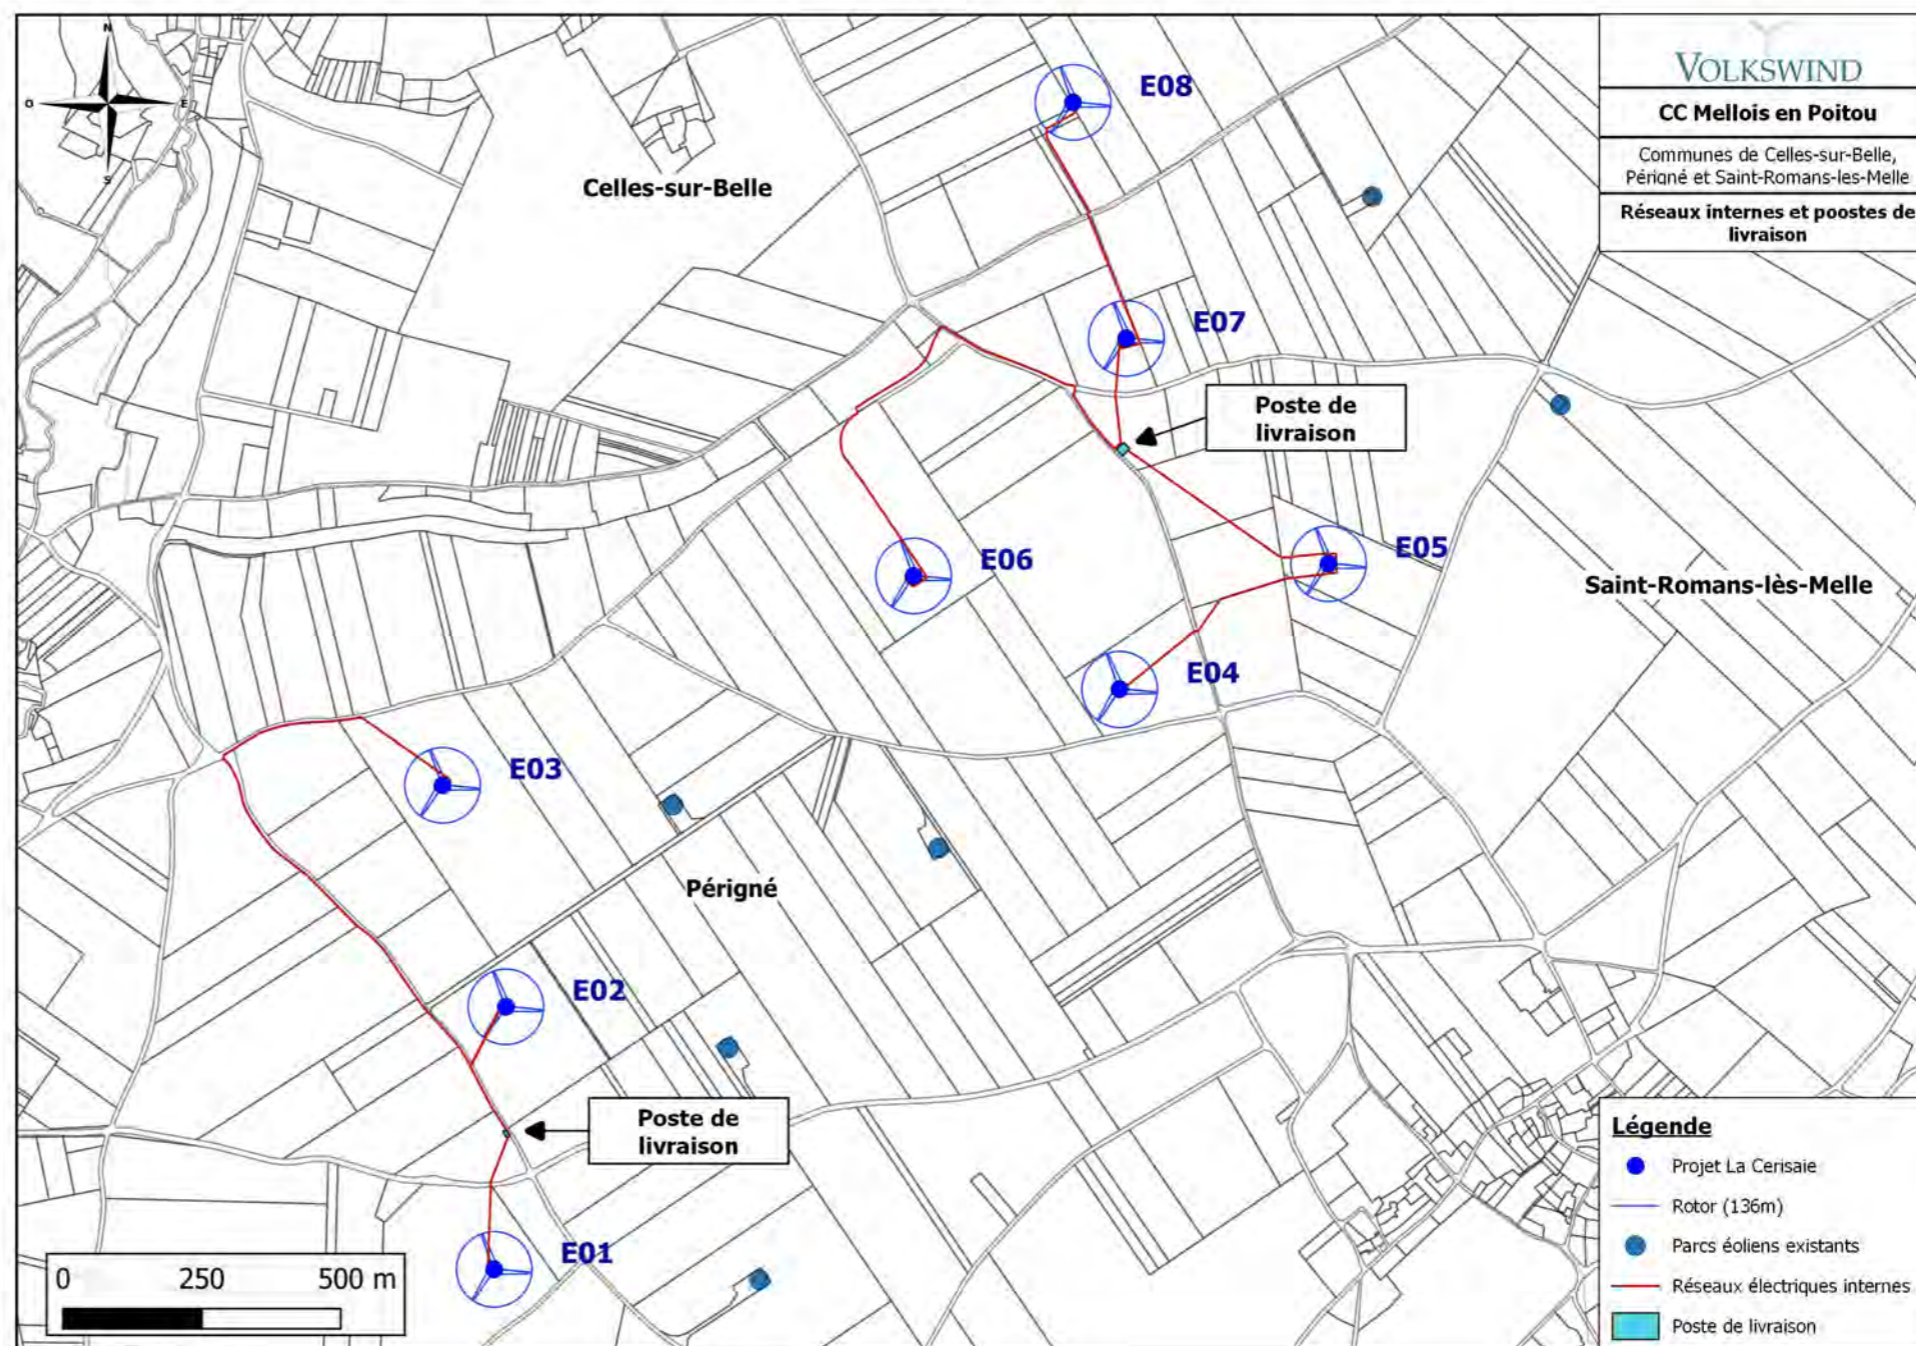 N
O
E
S
VOLKSWIND
CC Mellois en Poitou
Communes de Celles-sur-Belle,
Périgné et Saint-Romans-les-Melle
Réseaux internes et poostes de
livraison
E08
Celles-sur-Belle
E07
Poste de
livraison
E06
E05
Saint-Romans-lès-Melle
E04
E03
Périgné
E02
Poste de
livraison
E01
0 250 500 m
Légende
Projet La Cerisaie
Rotor (136m)
Parcs éoliens existants
Réseaux électriques internes
Poste de livraison